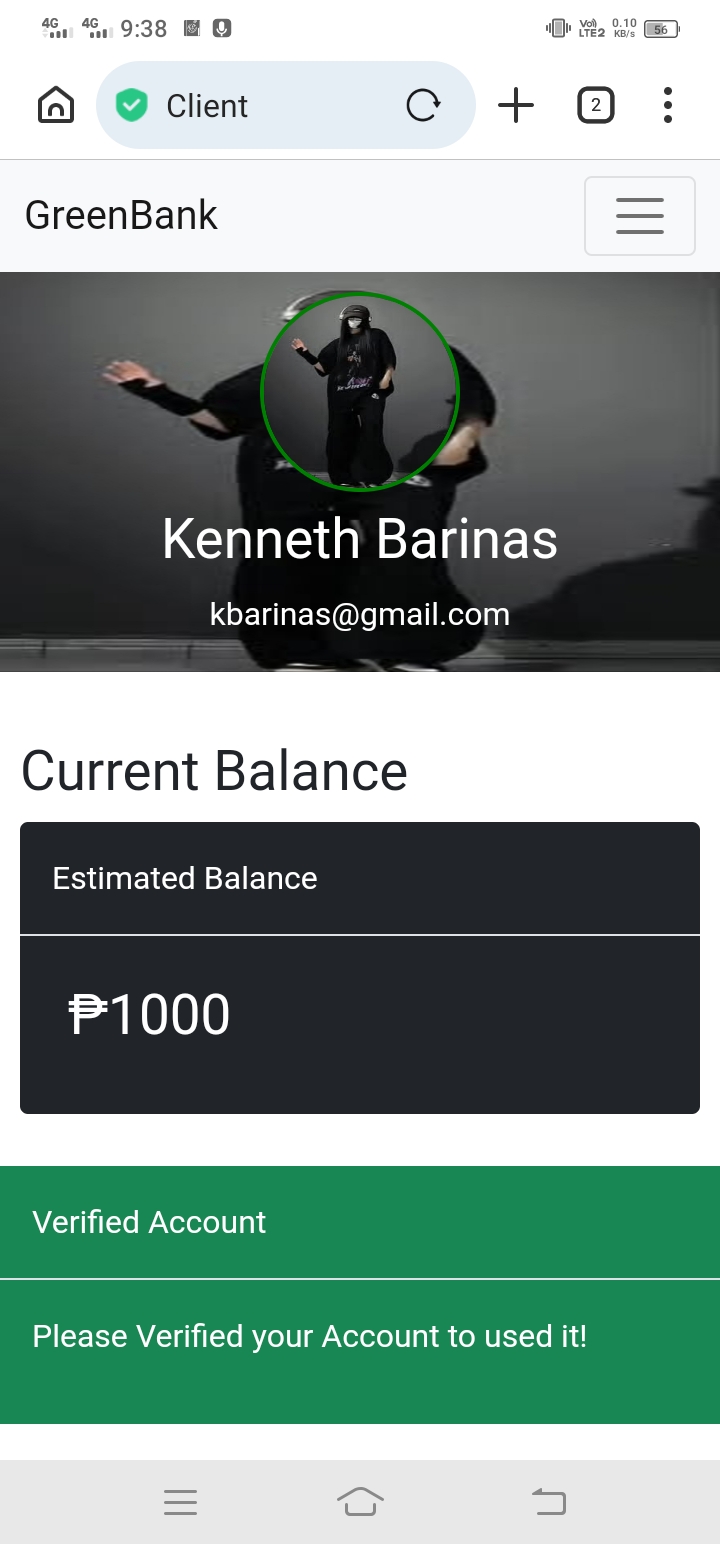 4G 4G 9:38 Vo) LTE2 0.10 KB/s 56
Client 2
GreenBank
Kenneth Barinas
kbarinas@gmail.com
Current Balance
Estimated Balance
₱1000
Verified Account
Please Verified your Account to used it!